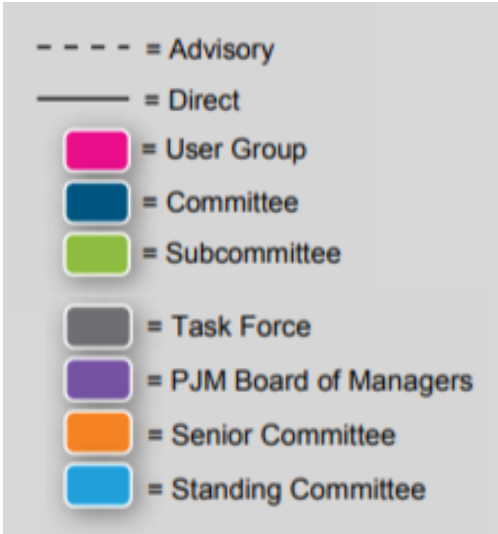 = Advisory
= Direct
= User Group
= Committee
= Subcommittee
= Task Force
= PJM Board of Managers
= Senior Committee
= Standing Committee